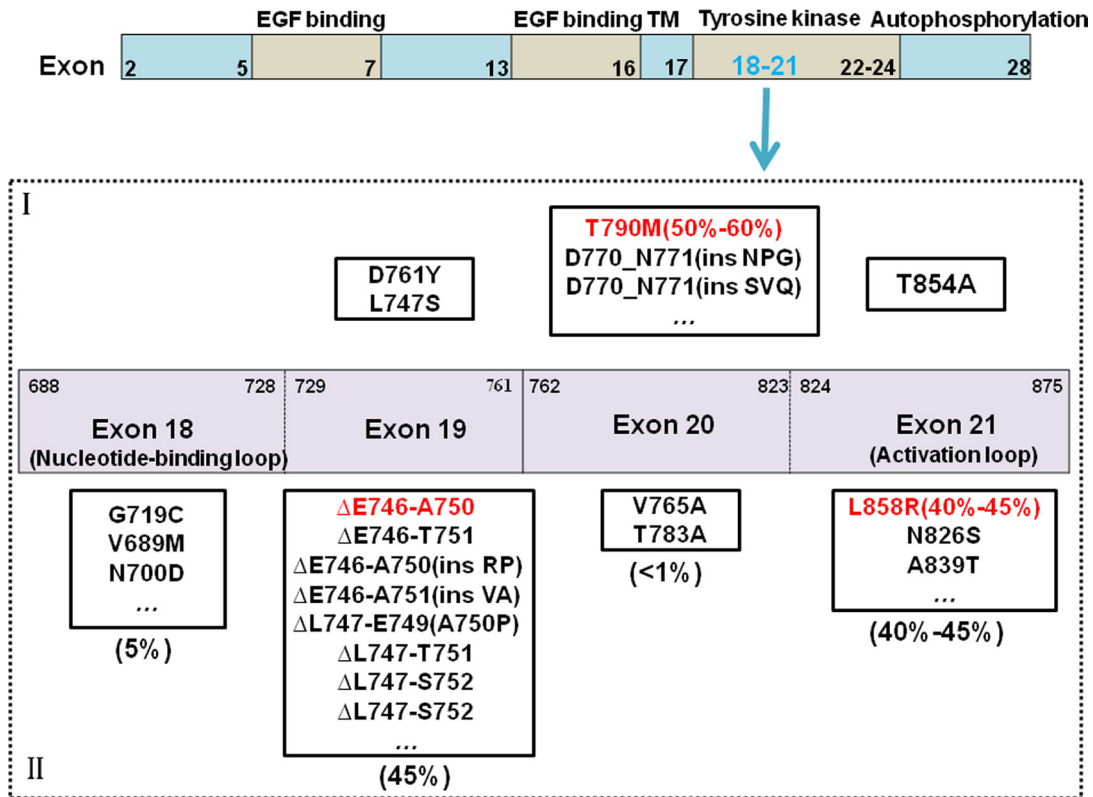 EGF binding EGF binding TM Tyrosine kinase Autophosphorylation
Exon 2 5 7 13 16 17 18-21 22-24 28
I
T790M(50%-60%)
D770_N771(ins NPG)
D770_N771(ins SVQ)
...
D761Y
L747S
T854A
688 728 729 761 762 823 824 875
Exon 18 Exon 19 Exon 20 Exon 21
(Nucleotide-binding loop) (Activation loop)
G719C
V689M
N700D
...
(5%)
ΔE746-A750
ΔE746-T751
ΔE746-A750(ins RP)
ΔE746-A751(ins VA)
ΔL747-E749(A750P)
ΔL747-T751
ΔL747-S752
ΔL747-S752
...
(45%)
V765A
T783A
(<1%)
L858R(40%-45%)
N826S
A839T
...
(40%-45%)
II